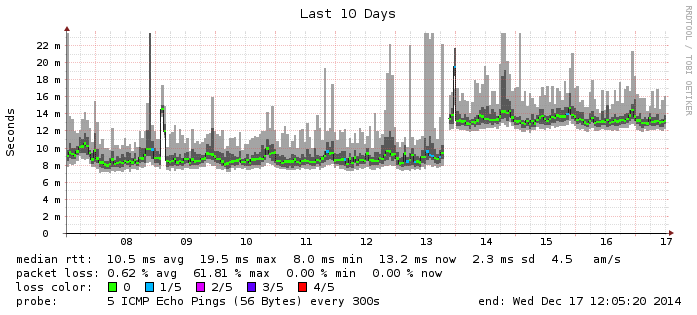 Last 10 Days
RRDTOOL / TOBI OETIKER
Seconds
22 m
20 m
18 m
16 m
14 m
12 m
10 m
8 m
6 m
4 m
2 m
0
08 09 10 11 12 13 14 15 16 17
median rtt: 10.5 ms avg 19.5 ms max 8.0 ms min 13.2 ms now 2.3 ms sd 4.5 am/s
packet loss: 0.62 % avg 61.81 % max 0.00 % min 0.00 % now
loss color: 0 1/5 2/5 3/5 4/5
probe: 5 ICMP Echo Pings (56 Bytes) every 300s end: Wed Dec 17 12:05:20 2014